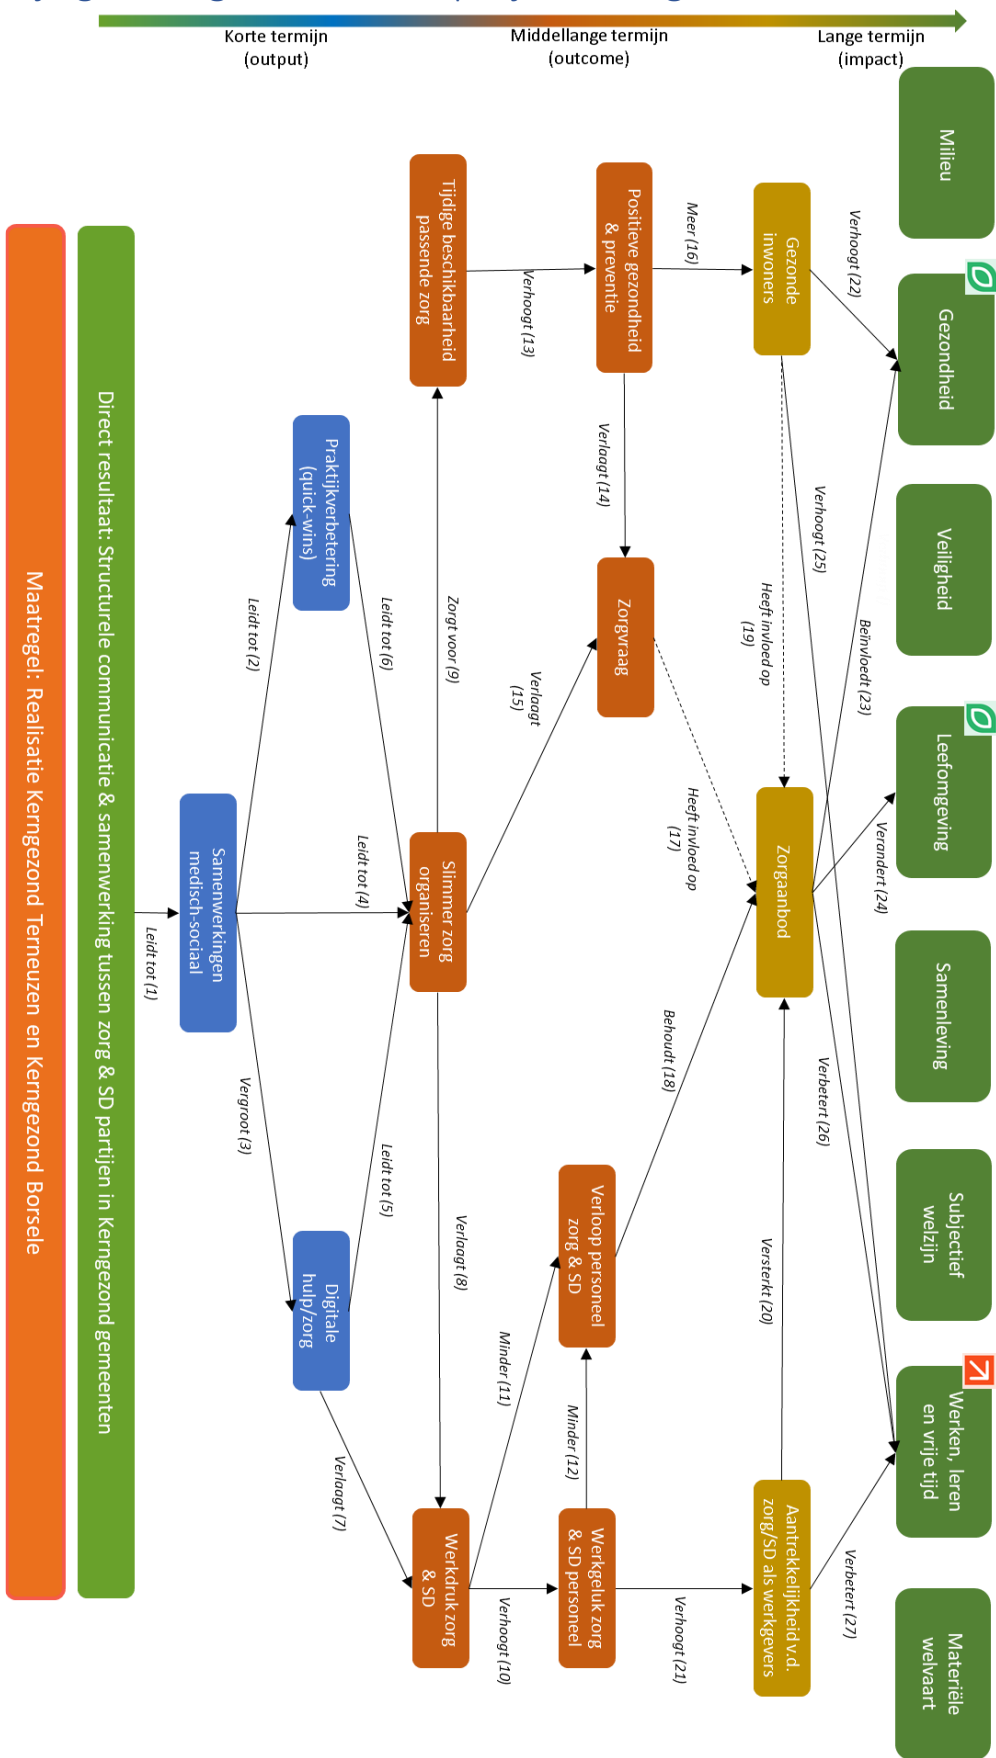 Korte termijn
(output)
Middellange termijn
(outcome)
Lange termijn
(impact)
Milieu
Gezondheid
Veiligheid
Leefomgeving
Samenleving
Subjectief
welzijn
Werken, leren
en vrije tijd
Materiële
welvaart
Verhoogt (22)
Verhoogt (25)
Beïnvloedt (23)
Verandert (24)
Verbetert (26)
Verbetert (27)
Gezonde
inwoners
Heeft invloed op
(19)
Zorgaanbod
Versterkt (20)
Aantrekkelijkheid v.d.
zorg/SD als werkgevers
Meer (16)
Heeft invloed op
(17)
Behoudt (18)
Verhoogt (21)
Positieve gezondheid
& preventie
Verlaagt (14)
Zorgvraag
Verloop personeel
zorg & SD
Minder (12)
Werkgeluk zorg
& SD personeel
Verhoogt (13)
Verlaagt
(15)
Minder (11)
Verhoogt (10)
Tijdige beschikbaarheid
passende zorg
Zorgt voor (9)
Slimmer zorg
organiseren
Verlaagt (8)
Werkdruk zorg
& SD
Leidt tot (6)
Leidt tot (4)
Leidt tot (5)
Verlaagt (7)
Praktijkverbetering
(quick-wins)
Digitale
hulp/zorg
Leidt tot (2)
Vergroot (3)
Samenwerkingen
medisch-sociaal
Leidt tot (1)
Direct resultaat: Structurele communicatie & samenwerking tussen zorg & SD partijen in Kerngezond gemeenten
Maatregel: Realisatie Kerngezond Terneuzen en Kerngezond Borsele